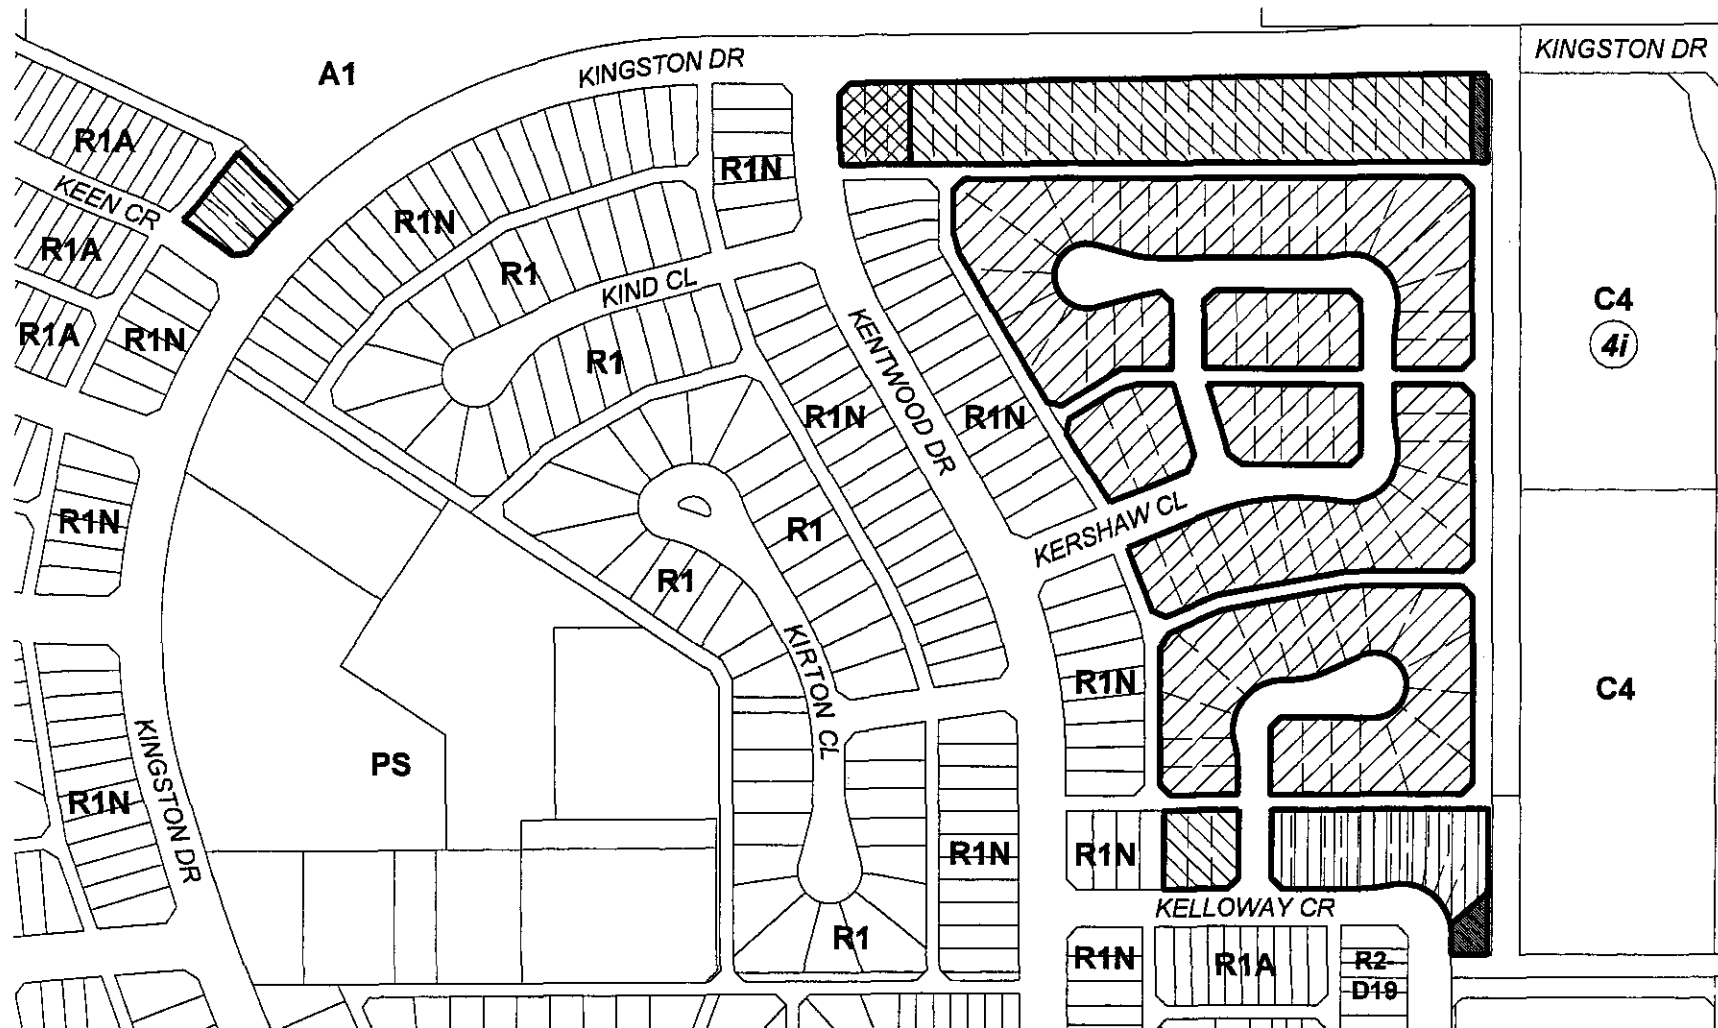 KINGSTON DR
KINGSTON DR
A1
R1A
R1N
KEEN CR
R1N
R1A
R1
KIND CL
C4
4i
R1A
R1N
R1
KENTWOOD DR
R1N
R1N
R1N
R1
KERSHAW CL
R1
KIRTON CL
R1N
C4
PS
R1N
KINGSTON DR
R1N
R1N
KELLOWAY CR
R1
R1N
R1A
R2-
D19